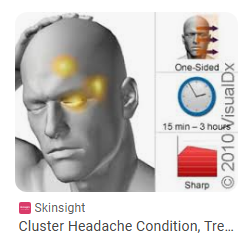 One-Sided
15 min – 3 hours
Sharp
© 2010 VisualDx
Skinsight
Cluster Headache Condition, Tre...